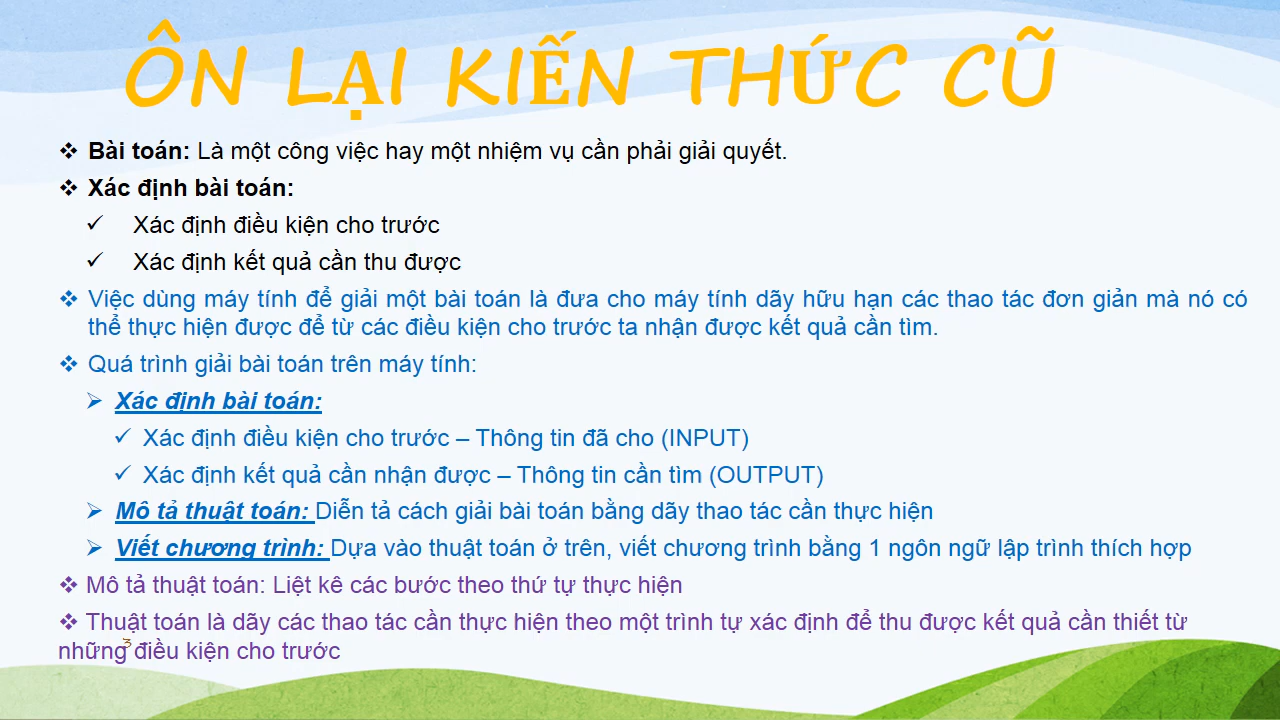 ÔN LẠI KIẾN THỨC CŨ
❖ Bài toán: Là một công việc hay một nhiệm vụ cần phải giải quyết.
❖ Xác định bài toán:
✓ Xác định điều kiện cho trước
✓ Xác định kết quả cần thu được
❖ Việc dùng máy tính để giải một bài toán là đưa cho máy tính dãy hữu hạn các thao tác đơn giản mà nó có
thể thực hiện được để từ các điều kiện cho trước ta nhận được kết quả cần tìm.
❖ Quá trình giải bài toán trên máy tính:
➢ Xác định bài toán:
✓ Xác định điều kiện cho trước – Thông tin đã cho (INPUT)
✓ Xác định kết quả cần nhận được – Thông tin cần tìm (OUTPUT)
➢ Mô tả thuật toán: Diễn tả cách giải bài toán bằng dãy thao tác cần thực hiện
➢ Viết chương trình: Dựa vào thuật toán ở trên, viết chương trình bằng 1 ngôn ngữ lập trình thích hợp
❖ Mô tả thuật toán: Liệt kê các bước theo thứ tự thực hiện
❖ Thuật toán là dãy các thao tác cần thực hiện theo một trình tự xác định để thu được kết quả cần thiết từ
những điều kiện cho trước
3